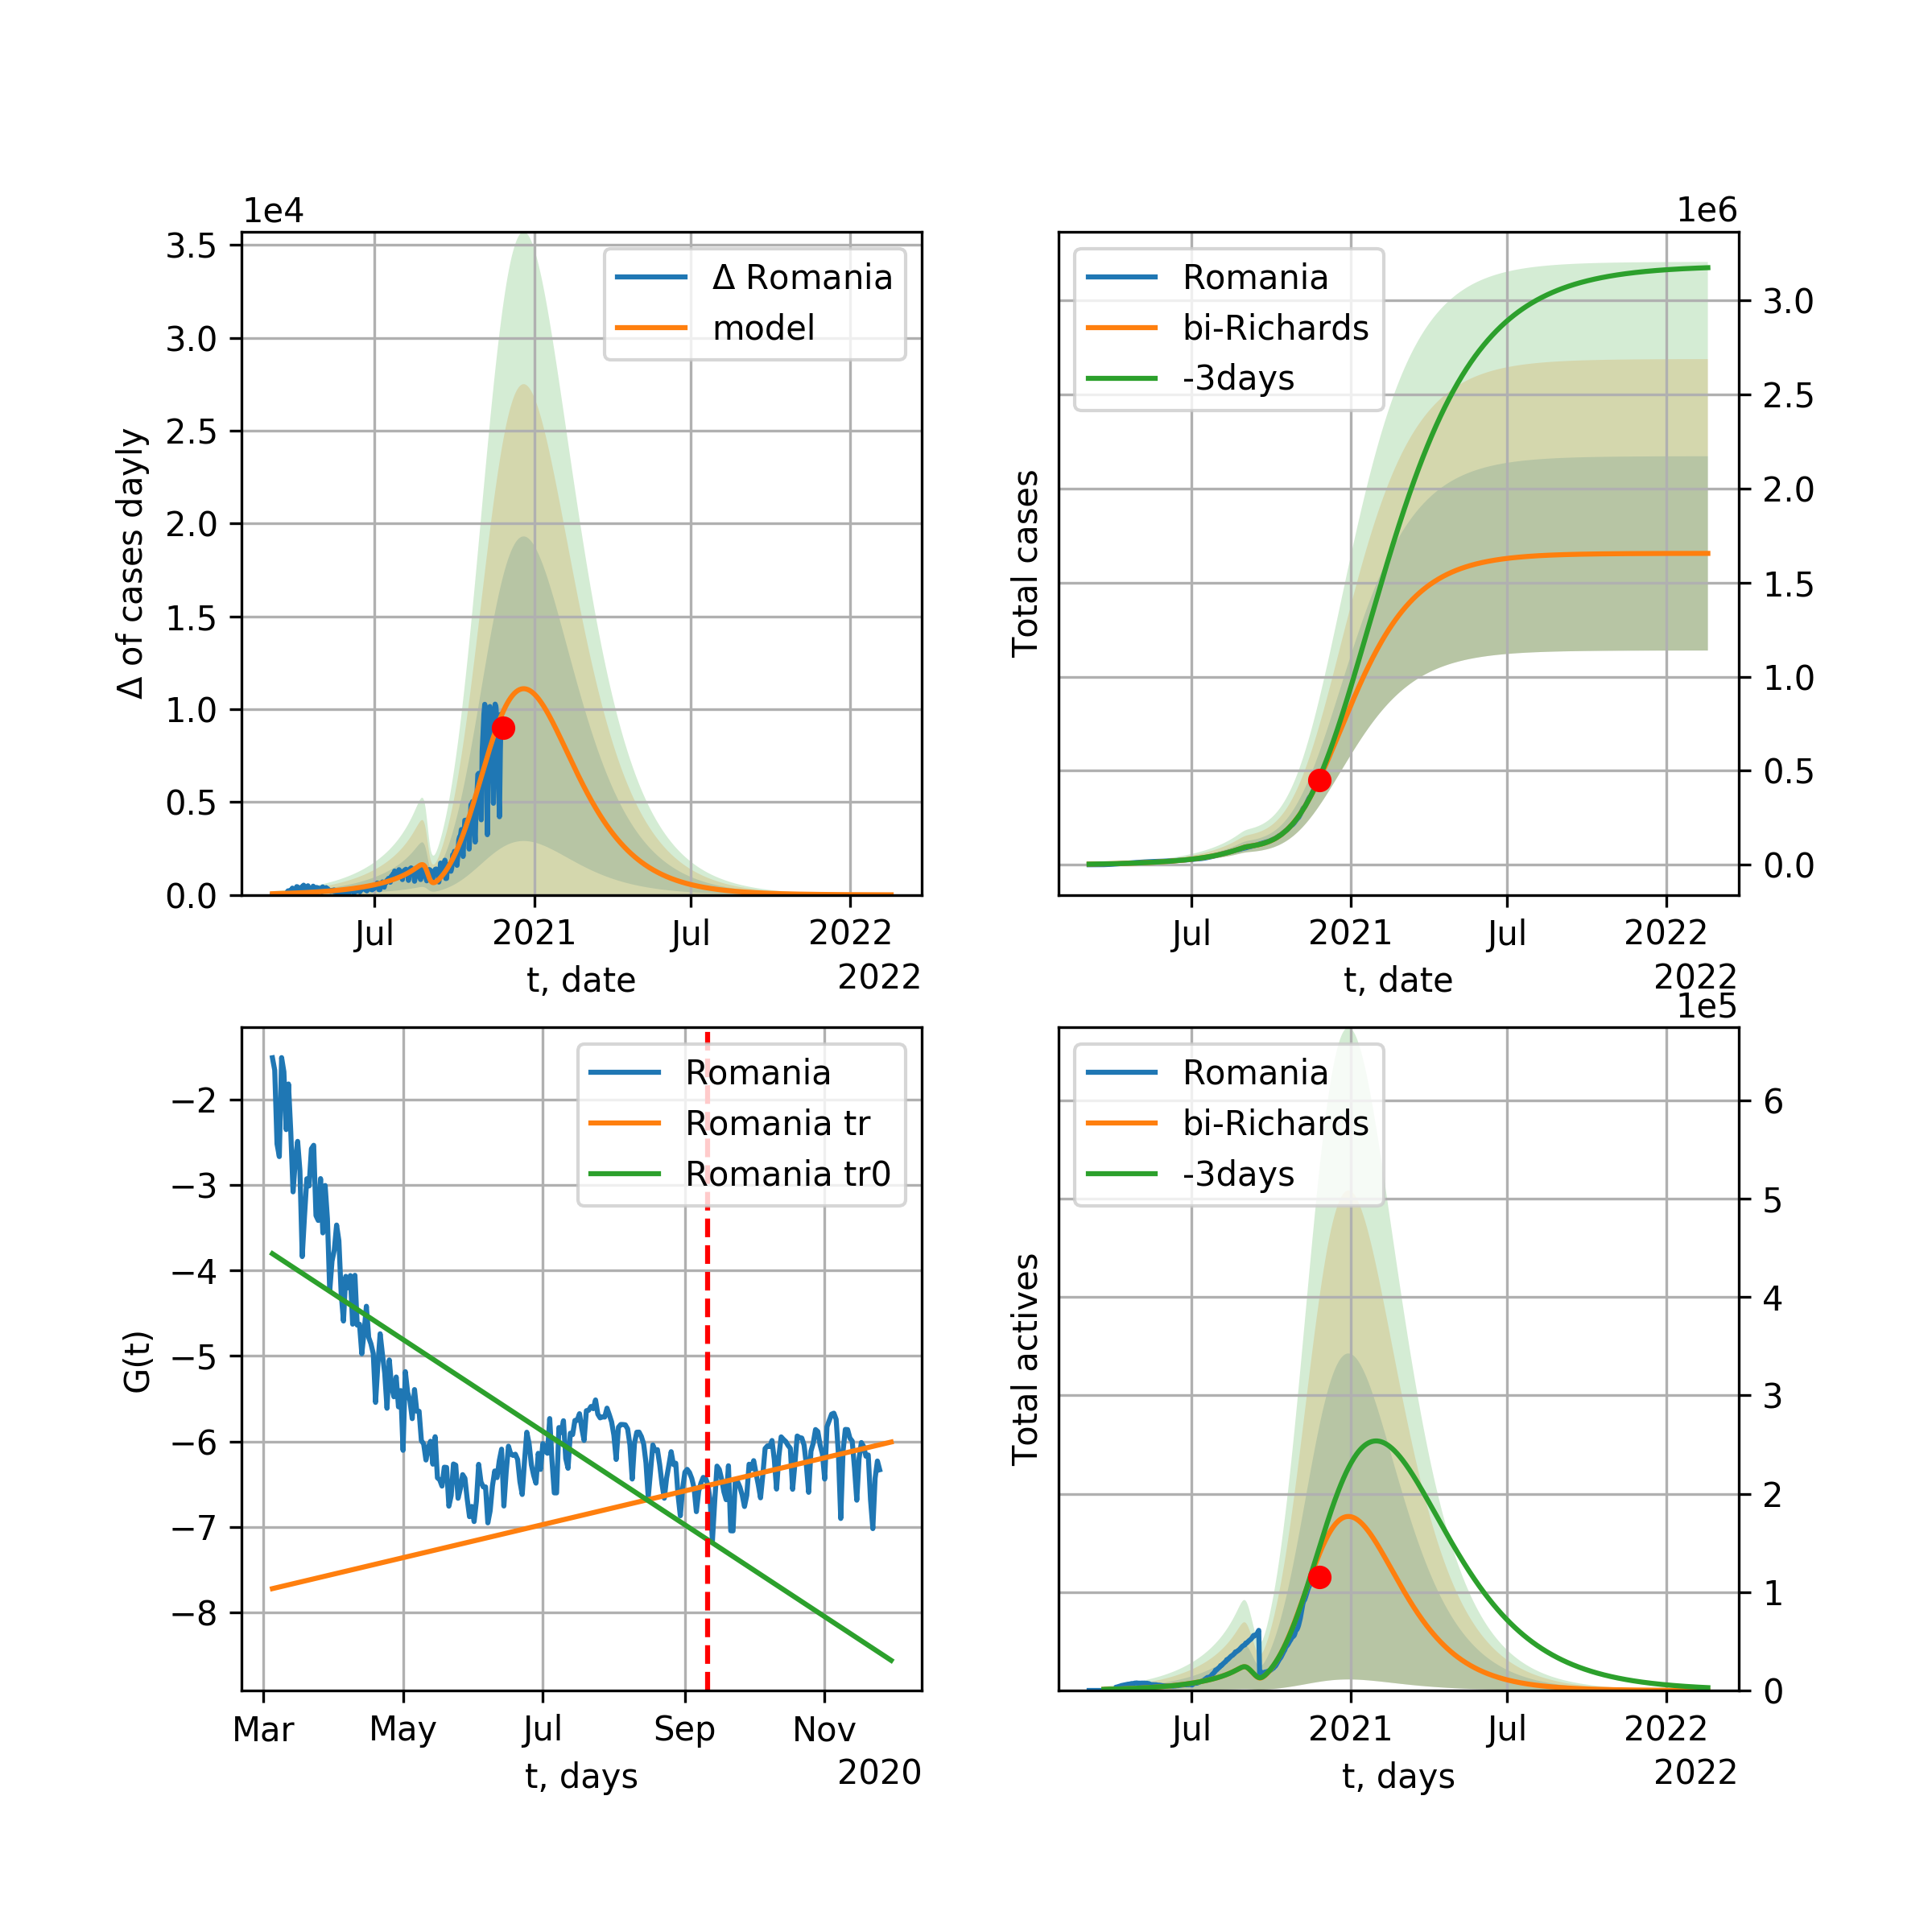 1e4
3.5
3.0
2.5
2.0
1.5
1.0
0.5
0.0
Δ of cases dayly
Δ Romania
model
Jul 2021 Jul 2022
t, date 2022
1e6
Total cases
Romania
bi-Richards
-3days
3.0
2.5
2.0
1.5
1.0
0.5
0.0
Jul 2021 Jul 2022
t, date 2022
G(t)
−2
−3
−4
−5
−6
−7
−8
Romania
Romania tr
Romania tr0
Mar May Jul Sep Nov
t, days 2020
1e5
Total actives
Romania
bi-Richards
-3days
6
5
4
3
2
1
0
Jul 2021 Jul 2022
t, days 2022